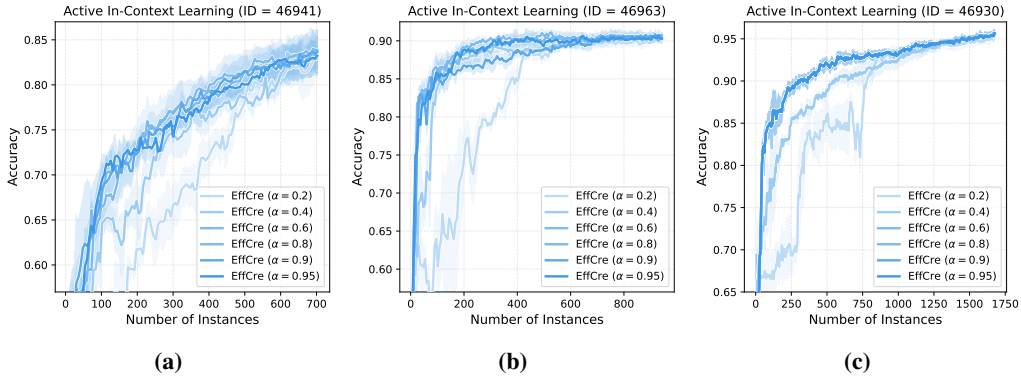 Active In-Context Learning (ID = 46941)
Accuracy
0.85
0.80
0.75
0.70
0.65
0.60
EffCre (α = 0.2)
EffCre (α = 0.4)
EffCre (α = 0.6)
EffCre (α = 0.8)
EffCre (α = 0.9)
EffCre (α = 0.95)
0 100 200 300 400 500 600 700
Number of Instances
(a)
Active In-Context Learning (ID = 46963)
Accuracy
0.90
0.85
0.80
0.75
0.70
0.65
0.60
EffCre (α = 0.2)
EffCre (α = 0.4)
EffCre (α = 0.6)
EffCre (α = 0.8)
EffCre (α = 0.9)
EffCre (α = 0.95)
0 200 400 600 800
Number of Instances
(b)
Active In-Context Learning (ID = 46930)
Accuracy
0.95
0.90
0.85
0.80
0.75
0.70
0.65
EffCre (α = 0.2)
EffCre (α = 0.4)
EffCre (α = 0.6)
EffCre (α = 0.8)
EffCre (α = 0.9)
EffCre (α = 0.95)
0 250 500 750 1000 1250 1500 1750
Number of Instances
(c)